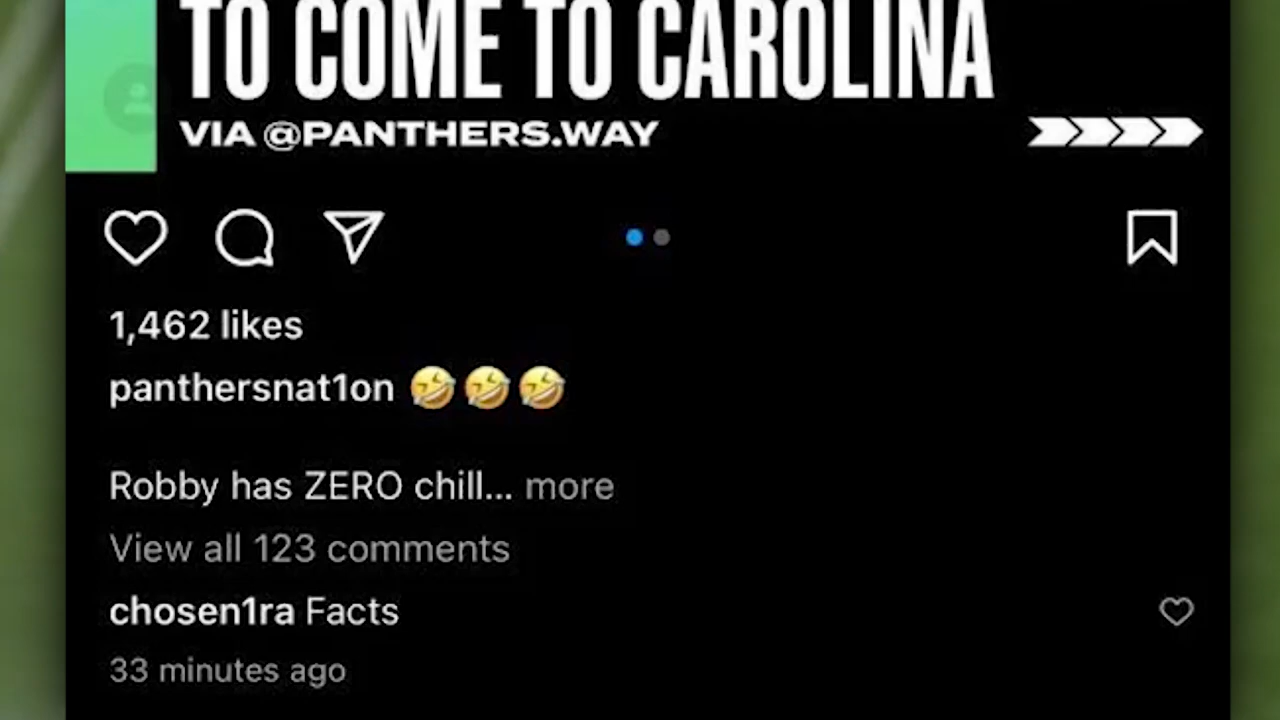 TO COME TO CAROLINA
VIA @PANTHERS.WAY
1,462 likes
panthersnat1on 🤣🤣🤣
Robby has ZERO chill... more
View all 123 comments
chosen1ra Facts
33 minutes ago